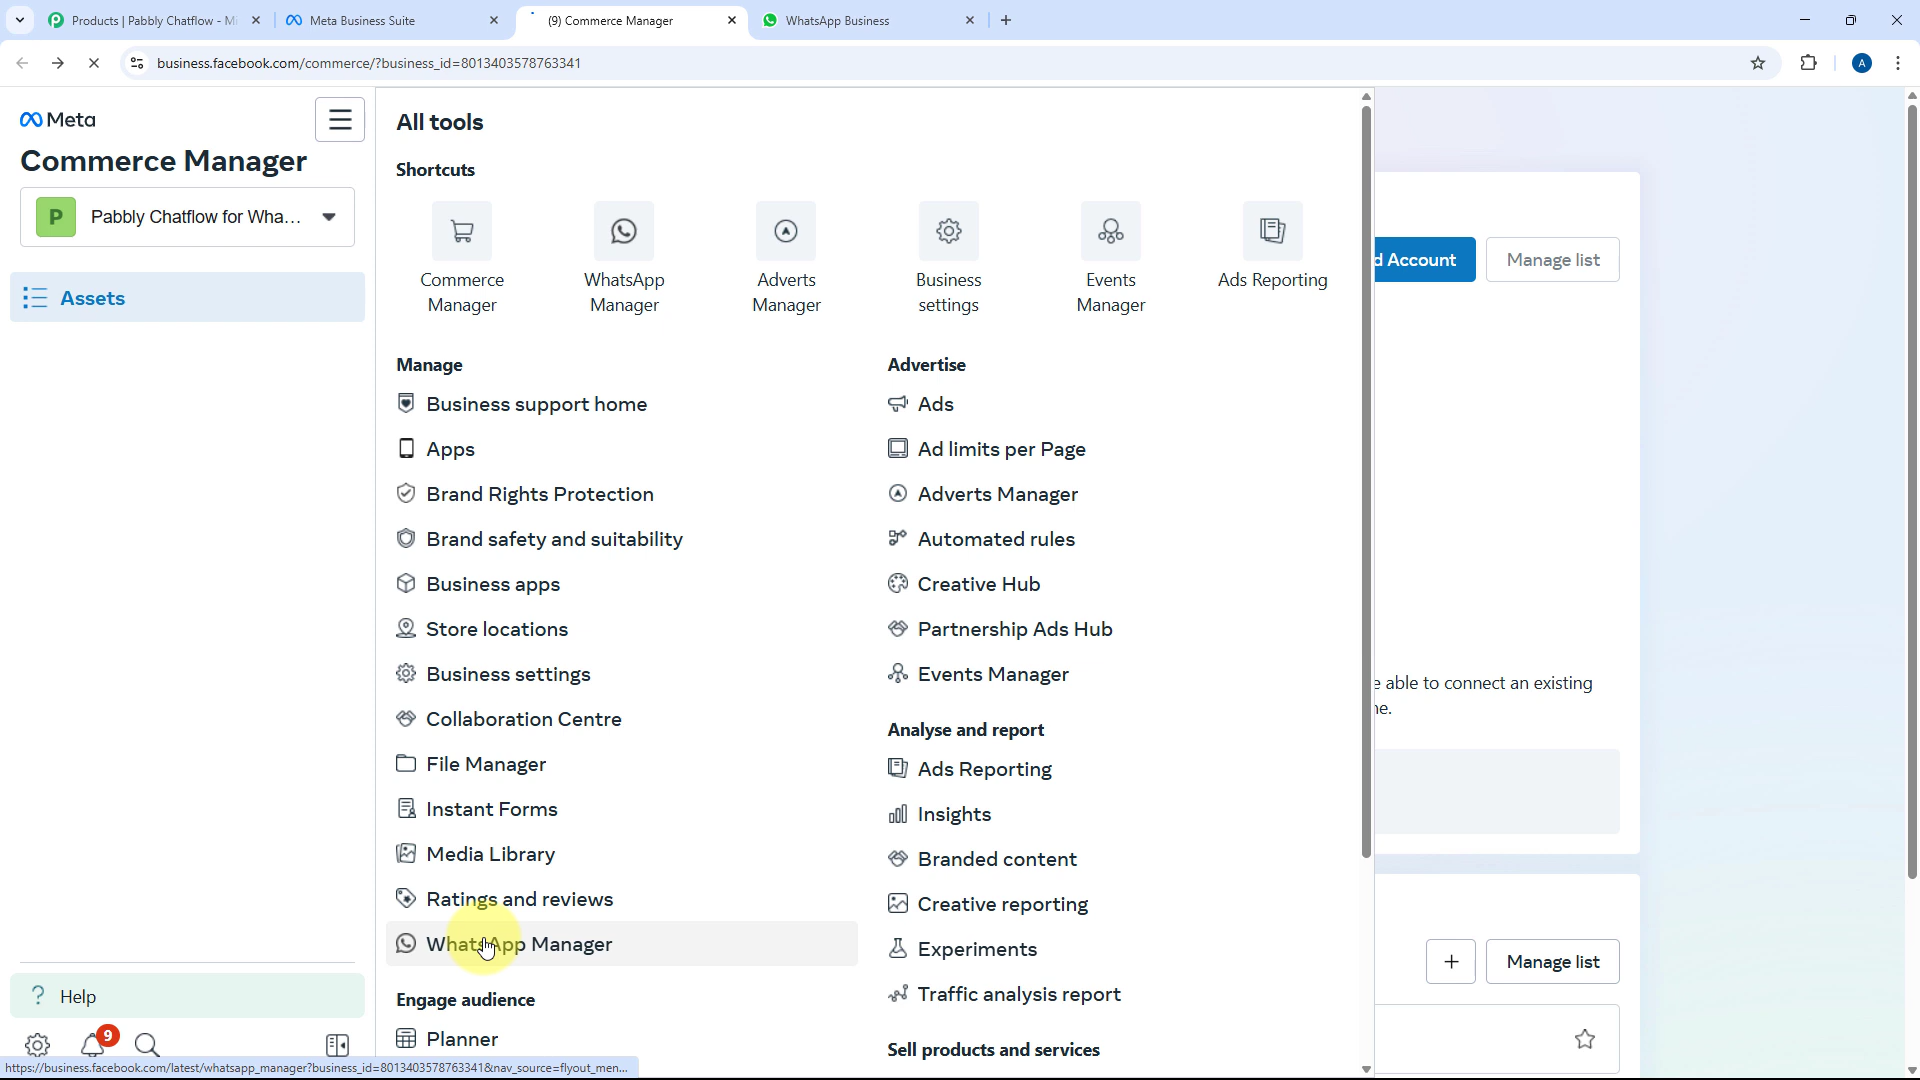 Products | Pabbly Chatflow - M
Meta Business Suite
(9) Commerce Manager
WhatsApp Business
business.facebook.com/commerce/?business_id=8013403578763341
A
Meta
Commerce Manager
P
Pabbly Chatflow for Wha...
Assets
Help
9
All tools
Shortcuts
Commerce Manager
WhatsApp Manager
Adverts Manager
Business settings
Events Manager
Ads Reporting
Manage
Business support home
Apps
Brand Rights Protection
Brand safety and suitability
Business apps
Store locations
Business settings
Collaboration Centre
File Manager
Instant Forms
Media Library
Ratings and reviews
WhatsApp Manager
Engage audience
Planner
Advertise
Ads
Ad limits per Page
Adverts Manager
Automated rules
Creative Hub
Partnership Ads Hub
Events Manager
Analyse and report
Ads Reporting
Insights
Branded content
Creative reporting
Experiments
Traffic analysis report
Sell products and services
d Account
Manage list
e able to connect an existing
ne.
Manage list
https://business.facebook.com/latest/whatsapp_manager?business_id=8013403578763341&nav_source=flyout_men...